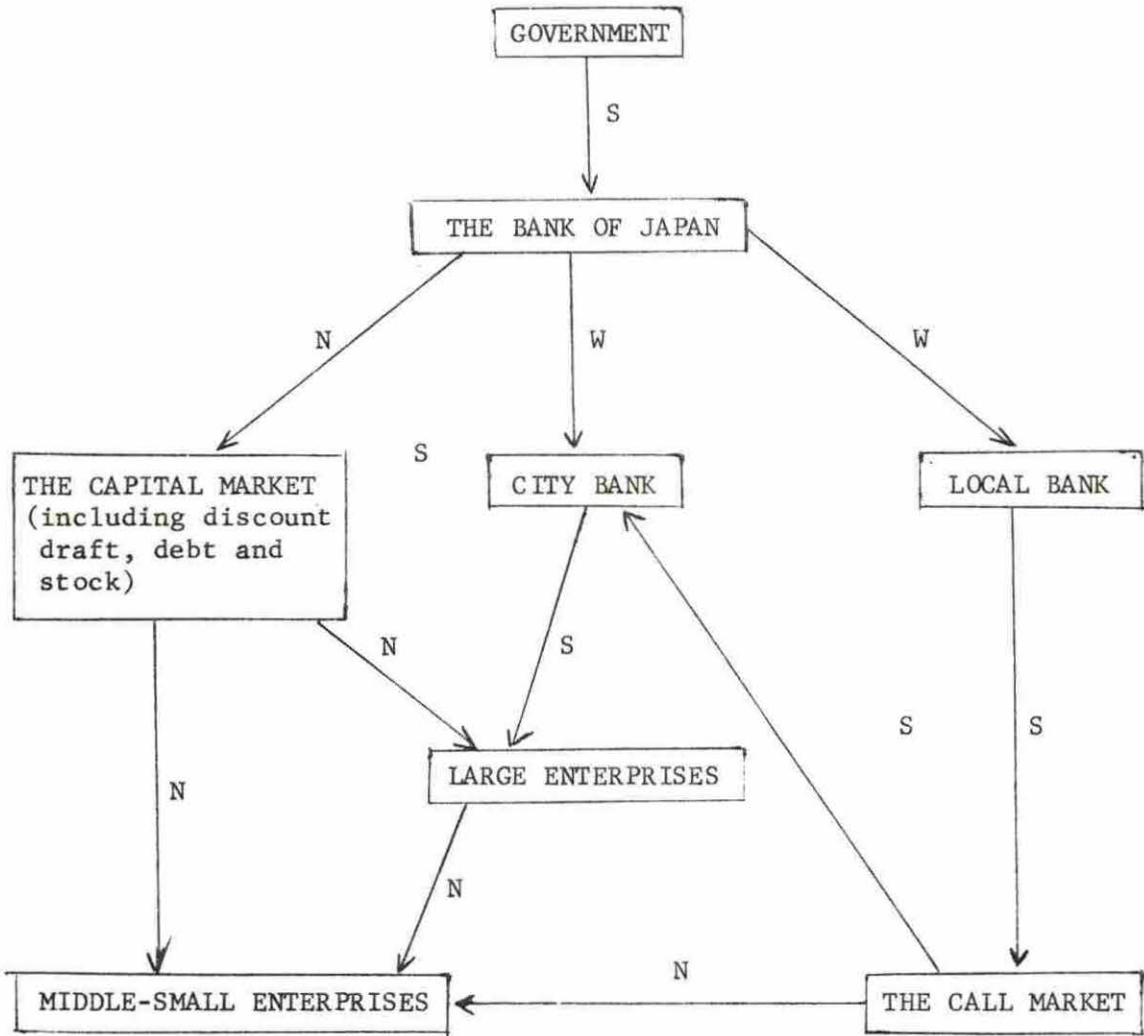 GOVERNMENT
S
THE BANK OF JAPAN
N
W
W
S
THE CAPITAL MARKET
(including discount
draft, debt and
stock)
CITY BANK
LOCAL BANK
N
S
S
S
LARGE ENTERPRISES
N
N
N
MIDDLE-SMALL ENTERPRISES
THE CALL MARKET